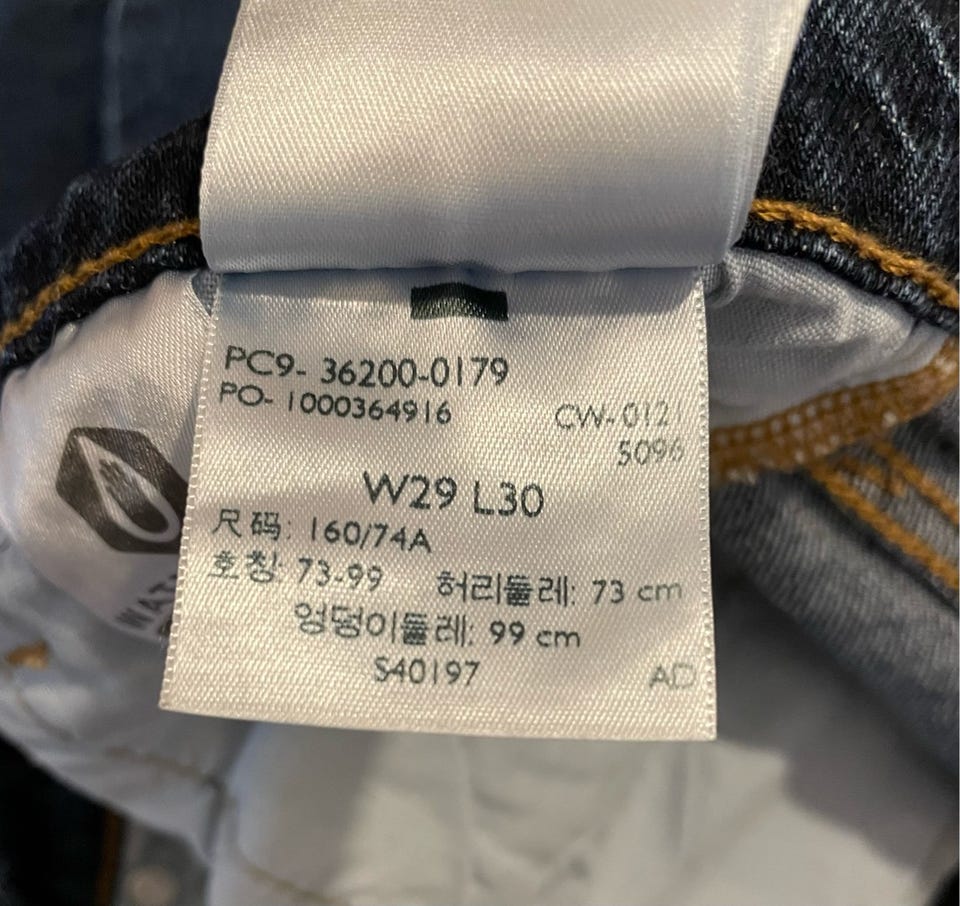 PC9- 36200-0179
PO- 1000364916
CW-0121
5096
W29 L30
尺码: 160/74A
호칭: 73-99 허리둘레: 73 cm
엉덩이둘레: 99 cm
S40197 AD
WAT